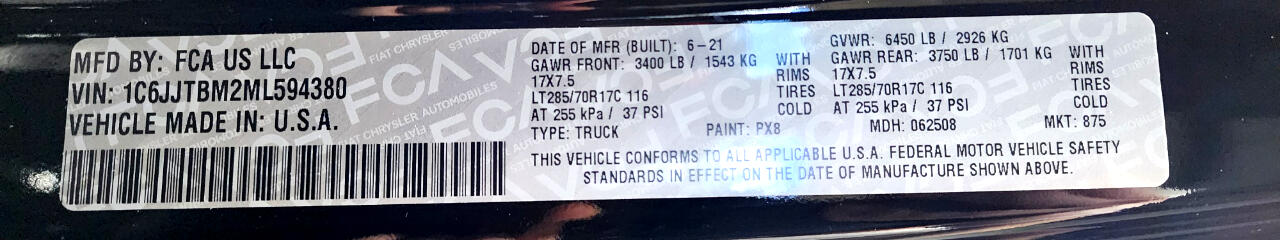 MFD BY: FCA US LLC
VIN: 1C6JJTBM2ML594380
VEHICLE MADE IN: U.S.A.
DATE OF MFR (BUILT): 6-21
GAWR FRONT: 3400 LB / 1543 KG WITH
17X7.5 RIMS
LT285/70R17C 116 TIRES
AT 255 kPa / 37 PSI COLD
GVWR: 6450 LB / 2926 KG
GAWR REAR: 3750 LB / 1701 KG WITH
17X7.5 RIMS
LT285/70R17C 116 TIRES
AT 255 kPa / 37 PSI COLD
TYPE: TRUCK PAINT: PX8 MDH: 062508 MKT: 875
THIS VEHICLE CONFORMS TO ALL APPLICABLE U.S.A. FEDERAL MOTOR VEHICLE SAFETY
STANDARDS IN EFFECT ON THE DATE OF MANUFACTURE SHOWN ABOVE.